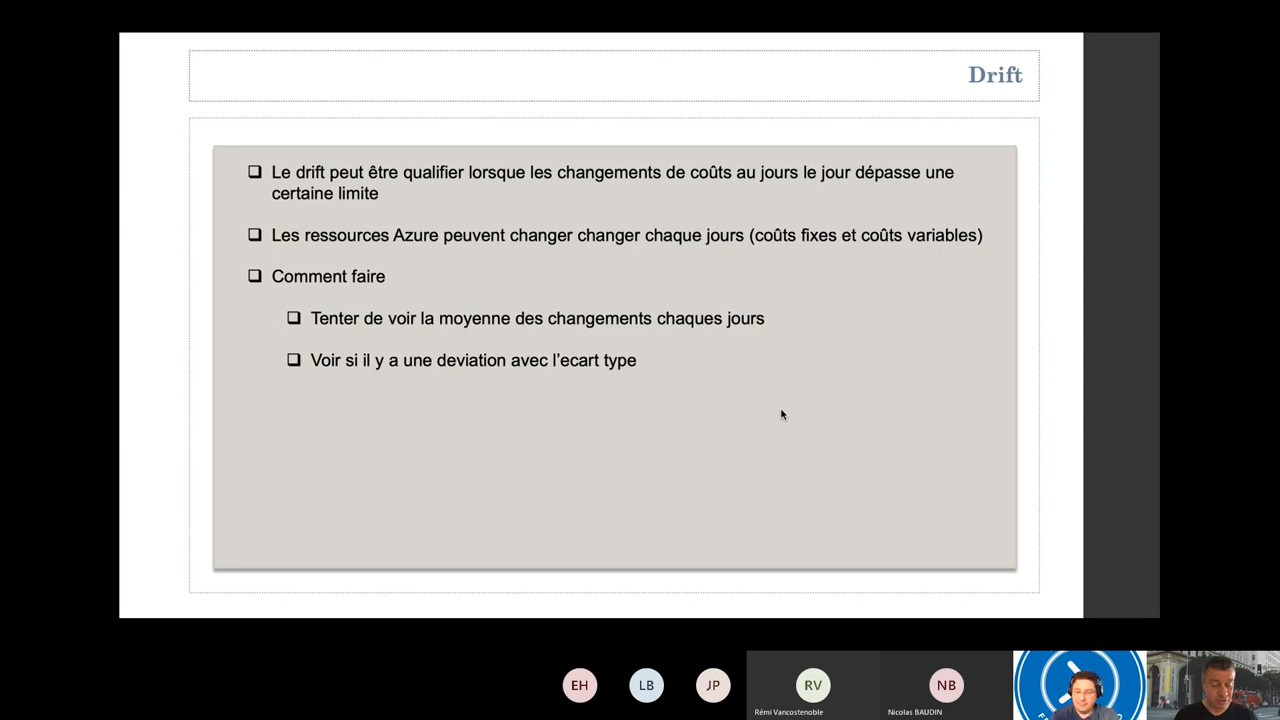 Drift
Le drift peut être qualifier lorsque les changements de coûts au jours le jour dépasse une
certaine limite
Les ressources Azure peuvent changer changer chaque jours (coûts fixes et coûts variables)
Comment faire
Tenter de voir la moyenne des changements chaques jours
Voir si il y a une deviation avec l’ecart type
EH
LB
JP
RV
NB
Rémi Vancostenoble
Nicolas BAUDIN